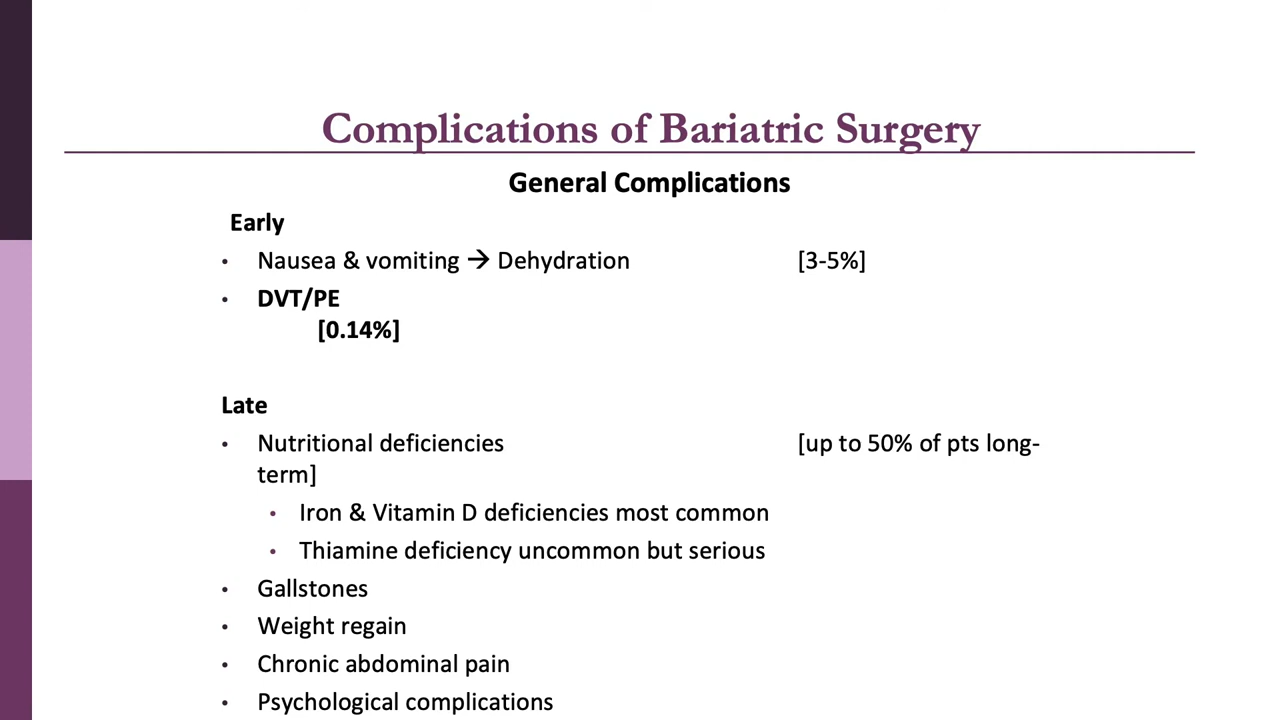 Complications of Bariatric Surgery
General Complications
Early
• Nausea & vomiting → Dehydration [3-5%]
• DVT/PE
[0.14%]
Late
• Nutritional deficiencies [up to 50% of pts long-
term]
• Iron & Vitamin D deficiencies most common
• Thiamine deficiency uncommon but serious
• Gallstones
• Weight regain
• Chronic abdominal pain
• Psychological complications